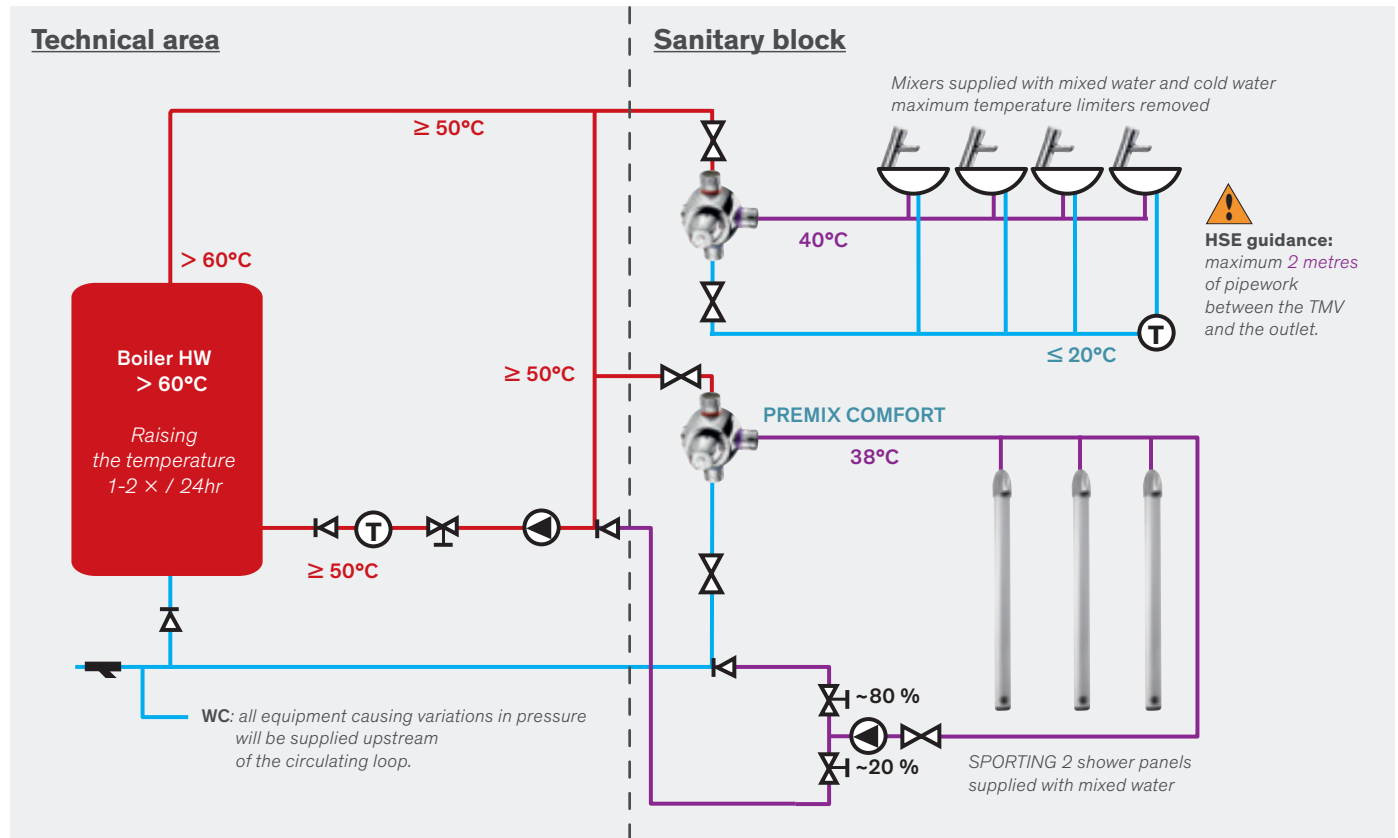 Technical area
Sanitary block
Mixers supplied with mixed water and cold water
maximum temperature limiters removed
≥ 50°C
> 60°C
40°C
HSE guidance:
maximum 2 metres
of pipework
between the TMV
and the outlet.
T
≤ 20°C
Boiler HW
> 60°C
Raising
the temperature
1-2 × / 24hr
≥ 50°C
PREMIX COMFORT
38°C
T
≥ 50°C
WC: all equipment causing variations in pressure
will be supplied upstream
of the circulating loop.
~80 %
~20 %
SPORTING 2 shower panels
supplied with mixed water